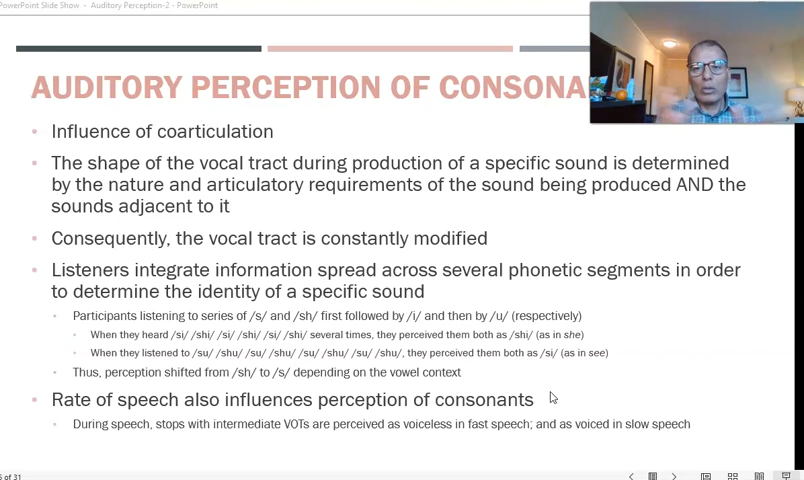 PowerPoint Slide Show - Auditory Perception-2 - PowerPoint
AUDITORY PERCEPTION OF CONSONA
Influence of coarticulation
The shape of the vocal tract during production of a specific sound is determined
by the nature and articulatory requirements of the sound being produced AND the
sounds adjacent to it
Consequently, the vocal tract is constantly modified
Listeners integrate information spread across several phonetic segments in order
to determine the identity of a specific sound
Participants listening to series of /s/ and /sh/ first followed by /i/ and then by /u/ (respectively)
When they heard /si/ /shi/ /si/ /shi/ /si/ /shi/ several times, they perceived them both as /shi/ (as in she)
When they listened to /su/ /shu/ /su/ /shu/ /su/ /shu/ /su/ /shu/, they perceived them both as /si/ (as in see)
Thus, perception shifted from /sh/ to /s/ depending on the vowel context
Rate of speech also influences perception of consonants
During speech, stops with intermediate VOTs are perceived as voiceless in fast speech; and as voiced in slow speech
of 31